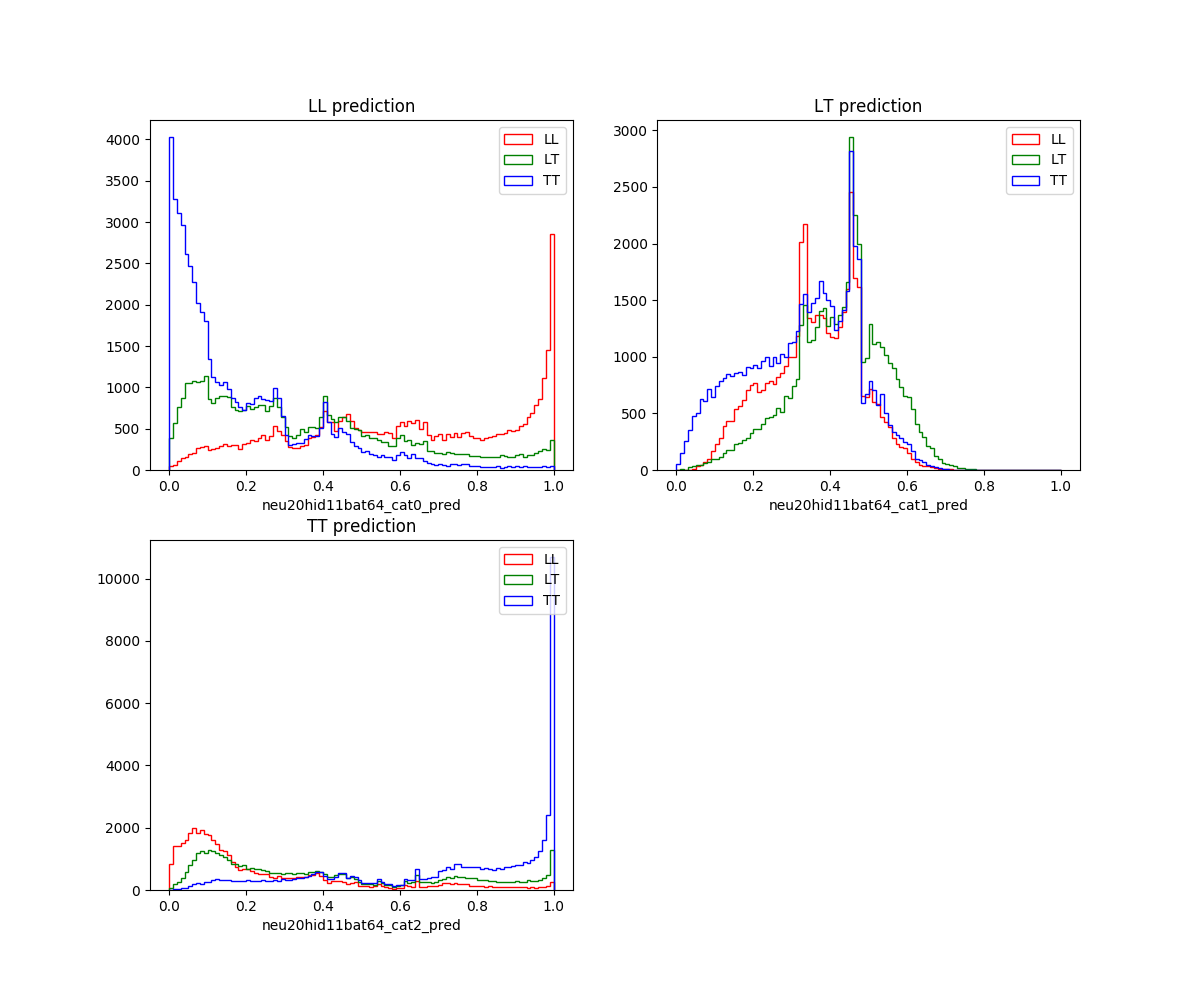 LL prediction
4000
3500
3000
2500
2000
1500
1000
500
0
0.0 0.2 0.4 0.6 0.8 1.0
neu20hid11bat64_cat0_pred
LL
LT
TT
LT prediction
3000
2500
2000
1500
1000
500
0
0.0 0.2 0.4 0.6 0.8 1.0
neu20hid11bat64_cat1_pred
LL
LT
TT
TT prediction
10000
8000
6000
4000
2000
0
0.0 0.2 0.4 0.6 0.8 1.0
neu20hid11bat64_cat2_pred
LL
LT
TT